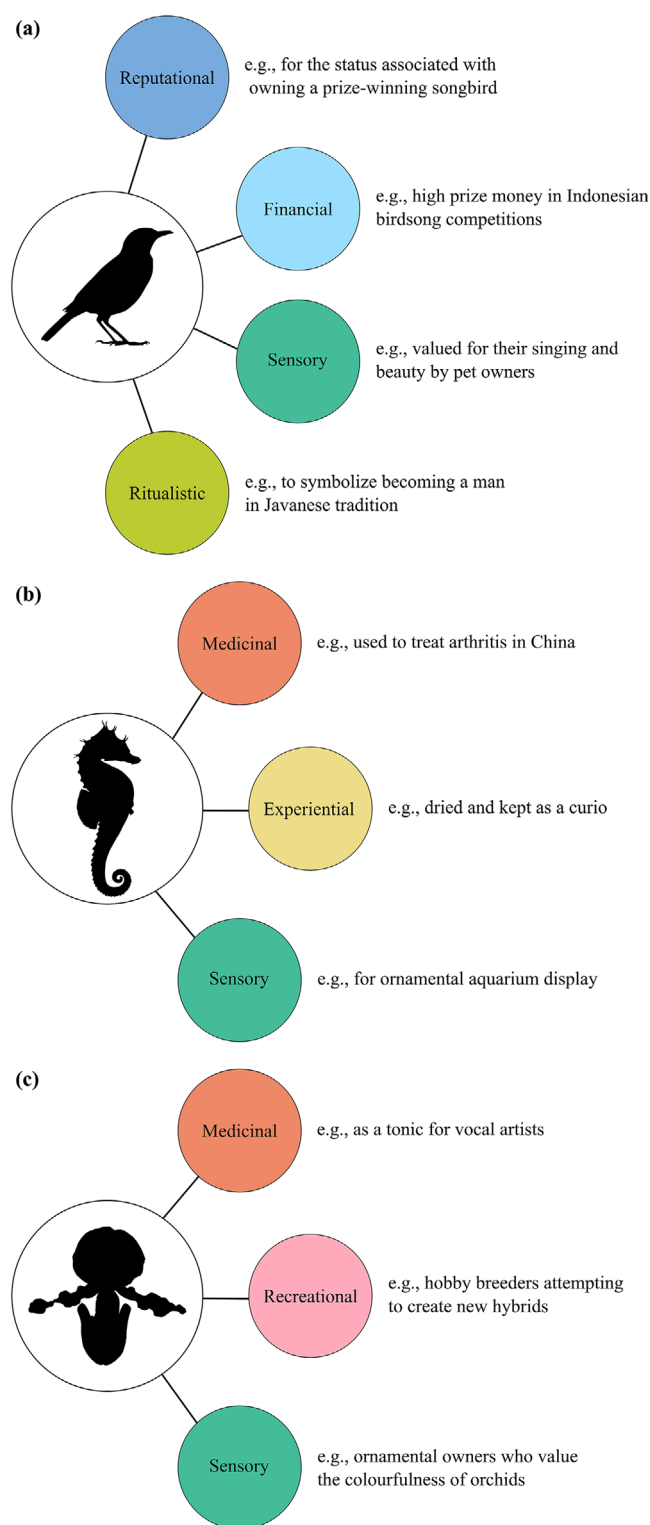 (a)
Reputational
e.g., for the status associated with
owning a prize-winning songbird
Financial
e.g., high prize money in Indonesian
birdsong competitions
Sensory
e.g., valued for their singing and
beauty by pet owners
Ritualistic
e.g., to symbolize becoming a man
in Javanese tradition
(b)
Medicinal
e.g., used to treat arthritis in China
Experiential
e.g., dried and kept as a curio
Sensory
e.g., for ornamental aquarium display
(c)
Medicinal
e.g., as a tonic for vocal artists
Recreational
e.g., hobby breeders attempting
to create new hybrids
Sensory
e.g., ornamental owners who value
the colourfulness of orchids